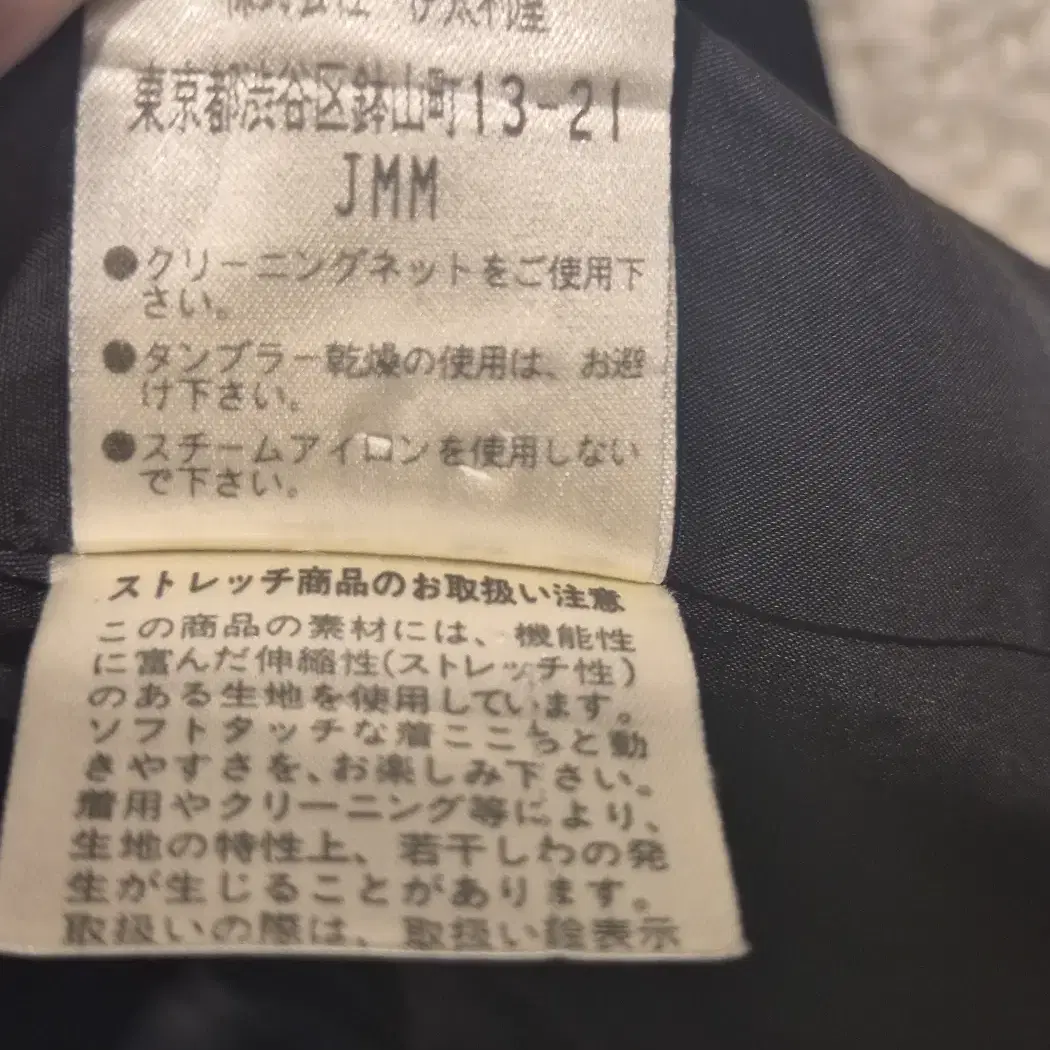 株式会社 伊太利屋
東京都渋谷区鉢山町13-21
JMM
●クリーニングネットをご使用下
さい。
●タンブラー乾燥の使用は、お避
け下さい。
●スチームアイロンを使用しない
で下さい。
ストレッチ商品のお取扱い注意
この商品の素材には、機能性
に富んだ伸縮性(ストレッチ性)
のある生地を使用しています。
ソフトタッチな着ここちと動
きやすさを、お楽しみ下さい。
着用やクリーニング等により、
生地の特性上、若干しわの発
生が生じることがあります。
取扱いの際は、取扱い絵表示